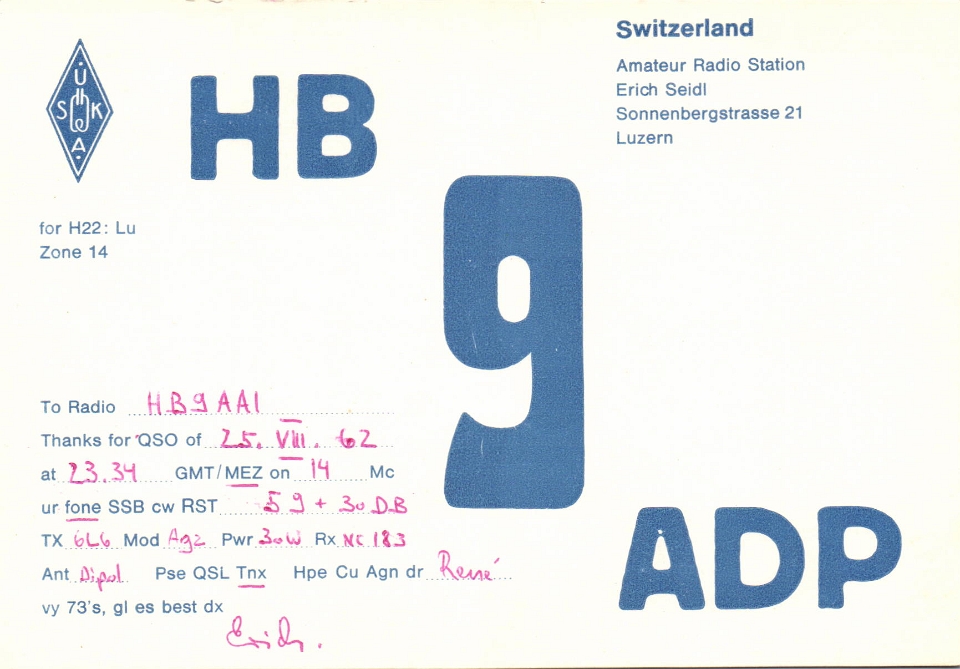 Switzerland
Amateur Radio Station
Erich Seidl
Sonnenbergstrasse 21
Luzern
USKA
HB
9
ADP
for H22: Lu
Zone 14
To Radio HB9AAI
Thanks for QSO of 25. VIII. 62
at 23.34 GMT/MEZ on 14 Mc
ur fone SSB cw RST 59 + 30 DB
TX 6L6 Mod Ag2 Pwr 30W Rx NC 183
Ant Dipol Pse QSL Tnx Hpe Cu Agn dr René
vy 73's, gl es best dx
Erich.